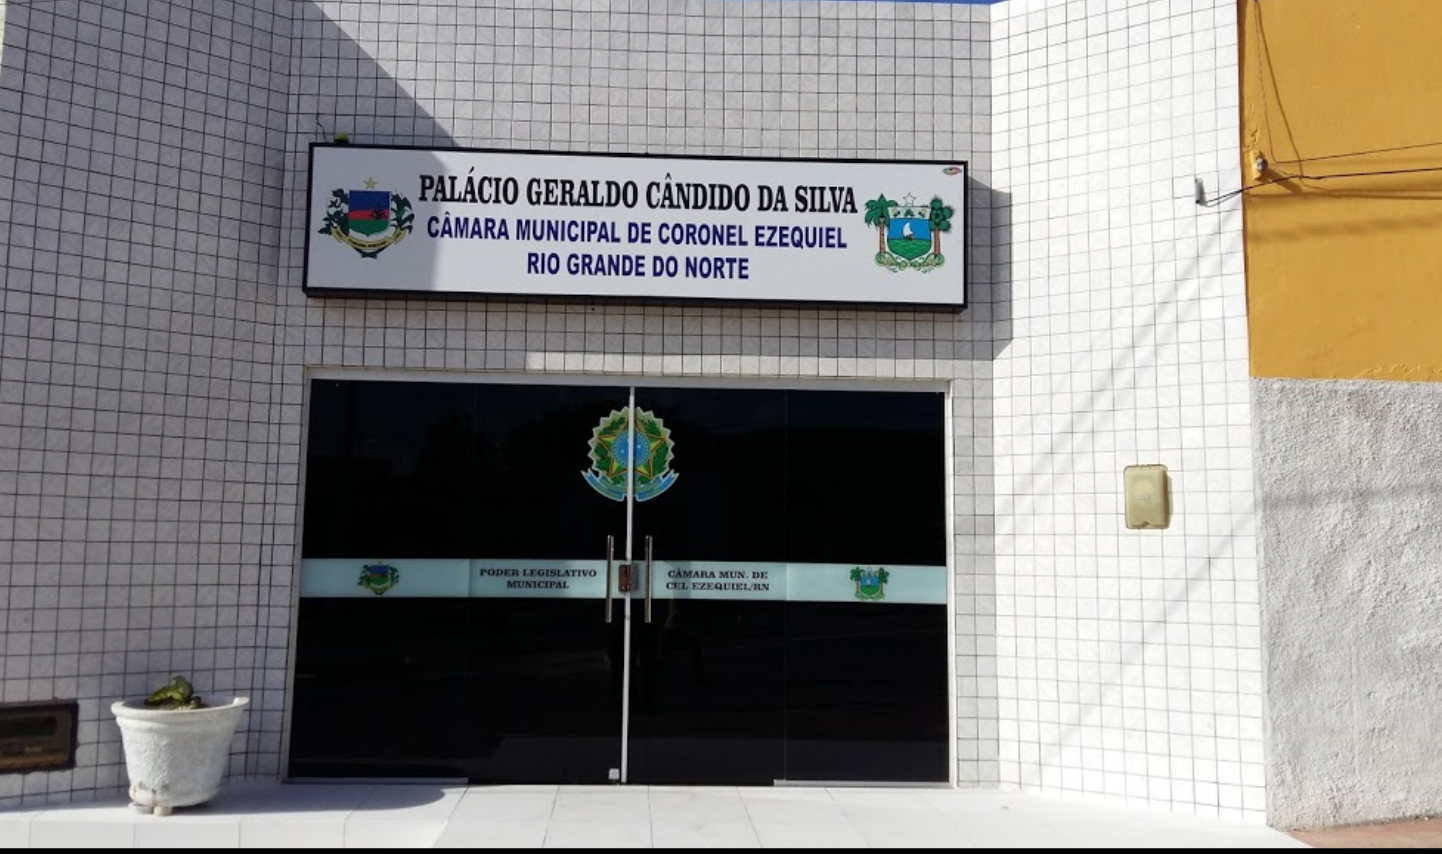 PALÁCIO GERALDO CÂNDIDO DA SILVA
CÂMARA MUNICIPAL DE CORONEL EZEQUIEL
RIO GRANDE DO NORTE
PODER LEGISLATIVO
MUNICIPAL
CÂMARA MUN. DE
CEL EZEQUIEL/RN